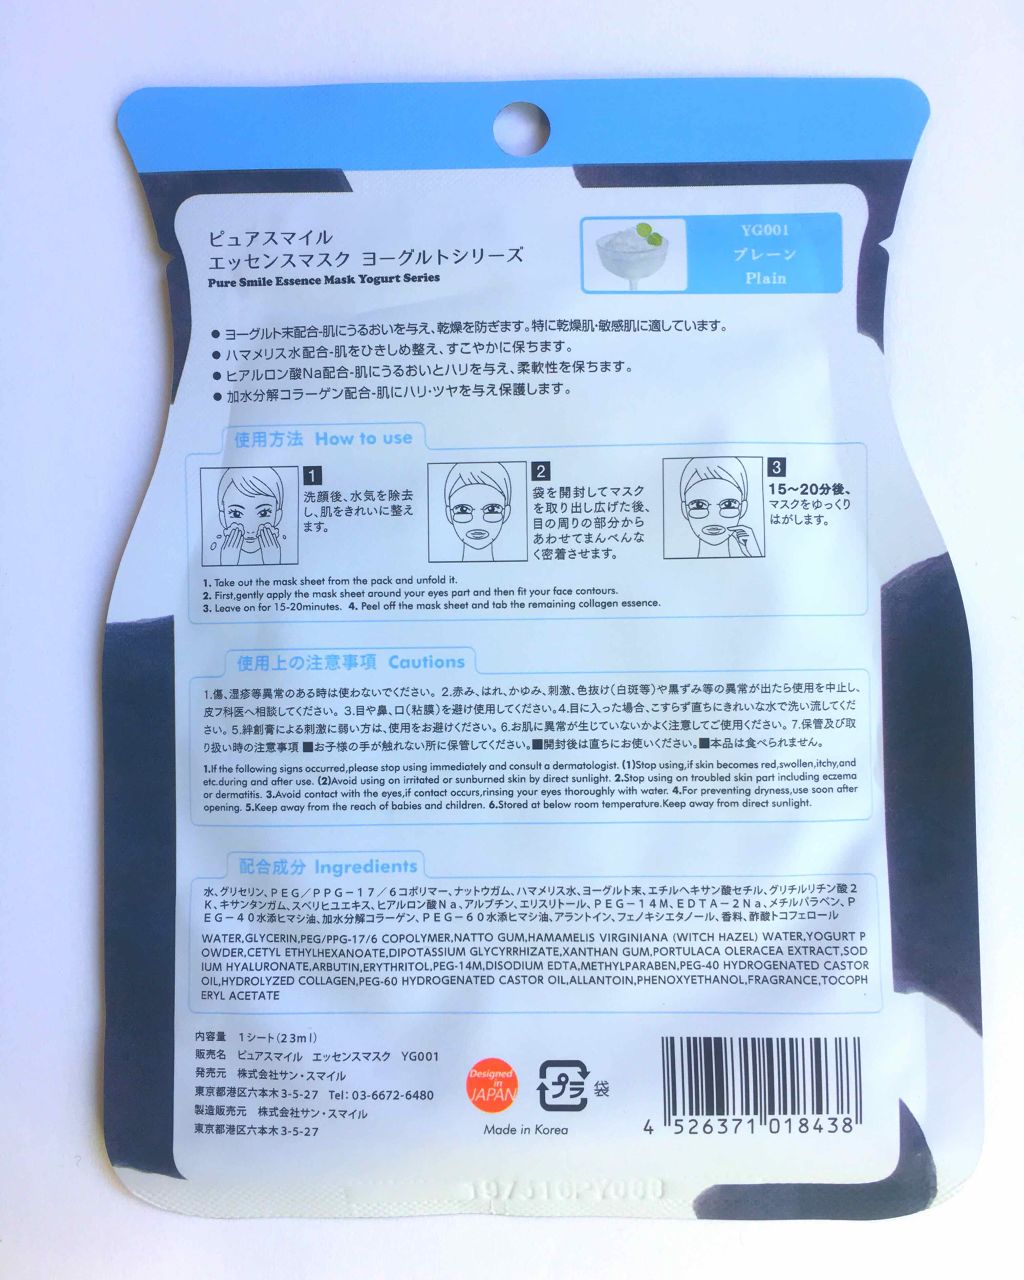 ピュアスマイル
エッセンスマスク ヨーグルトシリーズ
Pure Smile Essence Mask Yogurt Series
YG001
プレーン
Plain
● ヨーグルト末配合-肌にうるおいを与え、乾燥を防ぎます。特に乾燥肌・敏感肌に適しています。
● ハマメリス水配合-肌をひきしめ整え、すこやかに保ちます。
● ヒアルロン酸Na配合-肌にうるおいとハリを与え、柔軟性を保ちます。
● 加水分解コラーゲン配合-肌にハリ・ツヤを与え保護します。
使用方法 How to use
1
洗顔後、水気を除去
し、肌をきれいに整え
ます。
2
袋を開封してマスク
を取り出し広げた後、
目の周りの部分から
あわせてまんべんな
く密着させます。
3
15〜20分後、
マスクをゆっくり
はがします。
1. Take out the mask sheet from the pack and unfold it.
2. First,gently apply the mask sheet around your eyes part and then fit your face contours.
3. Leave on for 15-20minutes. 4. Peel off the mask sheet and tab the remaining collagen essence.
使用上の注意事項 Cautions
1.傷、湿疹等異常のある時は使わないでください。2.赤み、はれ、かゆみ、刺激、色抜け(白斑等)や黒ずみ等の異常が出たら使用を中止し、
皮フ科医へ相談してください。3.目や鼻、口(粘膜)を避け使用してください。4.目に入った場合、こすらず直ちにきれいな水で洗い流してくだ
さい。5.絆創膏による刺激に弱い方は、使用をお避けください。6.お肌に異常が生じていないかよく注意してご使用ください。7.保管及び取
り扱い時の注意事項 ■お子様の手が触れない所に保管してください。■開封後は直ちにお使いください。■本品は食べられません。
1.If the following signs occurred,please stop using immediately and consult a dermatologist. (1)Stop using,if skin becomes red,swollen,itchy,and
etc.during and after use. (2)Avoid using on irritated or sunburned skin by direct sunlight. 2.Stop using on troubled skin part including eczema
or dermatitis. 3.Avoid contact with the eyes,if contact occurs,rinsing your eyes thoroughly with water. 4.For preventing dryness,use soon after
opening. 5.Keep away from the reach of babies and children. 6.Stored at below room temperature.Keep away from direct sunlight.
配合成分 Ingredients
水、グリセリン、PEG／PPG－17／6コポリマー、ナットウガム、ハマメリス水、ヨーグルト末、エチルヘキサン酸セチル、グリチルリチン酸2
K、キサンタンガム、スベリヒユエキス、ヒアルロン酸Na、アルブチン、エリスリトール、PEG－14M、EDTA－2Na、メチルパラベン、P
EG－40水添ヒマシ油、加水分解コラーゲン、PEG－60水添ヒマシ油、アラントイン、フェノキシエタノール、香料、酢酸トコフェロール
WATER,GLYCERIN,PEG/PPG-17/6 COPOLYMER,NATTO GUM,HAMAMELIS VIRGINIANA (WITCH HAZEL) WATER,YOGURT P
OWDER,CETYL ETHYLHEXANOATE,DIPOTASSIUM GLYCYRRHIZATE,XANTHAN GUM,PORTULACA OLERACEA EXTRACT,SOD
IUM HYALURONATE,ARBUTIN,ERYTHRITOL,PEG-14M,DISODIUM EDTA,METHYLPARABEN,PEG-40 HYDROGENATED CASTOR
OIL,HYDROLYZED COLLAGEN,PEG-60 HYDROGENATED CASTOR OIL,ALLANTOIN,PHENOXYETHANOL,FRAGRANCE,TOCOPH
ERYL ACETATE
内容量 1シート(23ml)
販売名 ピュアスマイル エッセンスマスク YG001
発売元 株式会社サン・スマイル
東京都港区六本木3-5-27 Tel: 03-6672-6480
製造販売元 株式会社サン・スマイル
東京都港区六本木3-5-27
Designed
in
JAPAN
Made in Korea
プラ
袋
4 526371 018438